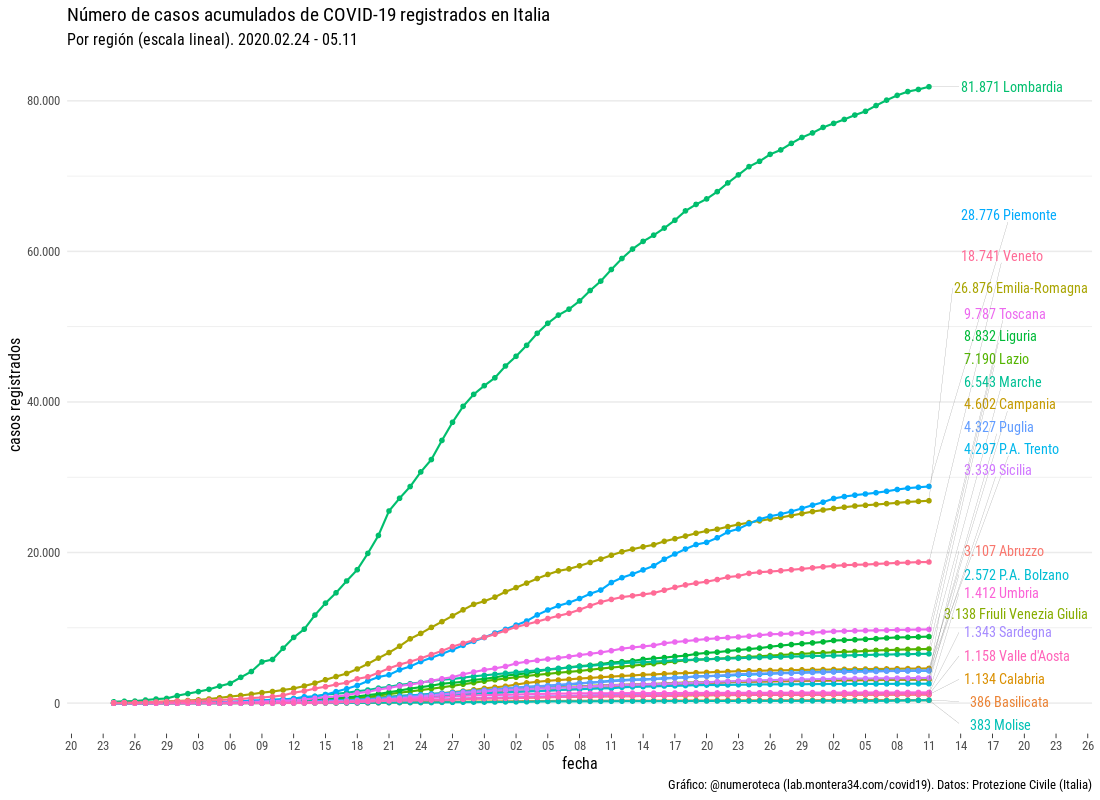 Número de casos acumulados de COVID-19 registrados en Italia
Por región (escala lineal). 2020.02.24 - 05.11
casos registrados
80.000
60.000
40.000
20.000
0
81.871 Lombardia
28.776 Piemonte
18.741 Veneto
26.876 Emilia-Romagna
9.787 Toscana
8.832 Liguria
7.190 Lazio
6.543 Marche
4.602 Campania
4.327 Puglia
4.297 P.A. Trento
3.339 Sicilia
3.107 Abruzzo
2.572 P.A. Bolzano
1.412 Umbria
3.138 Friuli Venezia Giulia
1.343 Sardegna
1.158 Valle d'Aosta
1.134 Calabria
386 Basilicata
383 Molise
20 23 26 29 03 06 09 12 15 18 21 24 27 30 02 05 08 11 14 17 20 23 26 29 02 05 08 11 14 17 20 23 26
fecha
Gráfico: @numeroteca (lab.montera34.com/covid19). Datos: Protezione Civile (Italia)